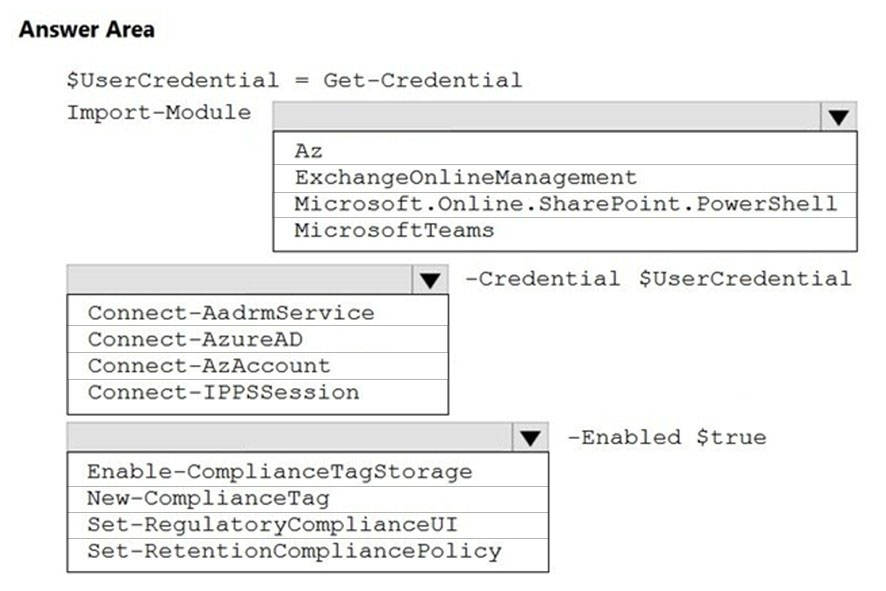 Answer Area
$UserCredential = Get-Credential
Import-Module
Az
ExchangeOnlineManagement
Microsoft.Online.SharePoint.PowerShell
MicrosoftTeams
-Credential $UserCredential
Connect-AadrmService
Connect-AzureAD
Connect-AzAccount
Connect-IPPSSession
-Enabled $true
Enable-ComplianceTagStorage
New-ComplianceTag
Set-RegulatoryComplianceUI
Set-RetentionCompliancePolicy